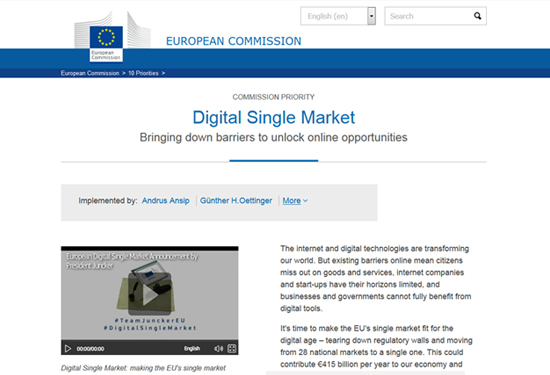 English (en)
Search
European
Commission
EUROPEAN COMMISSION
European Commission > 10 Priorities >
COMMISSION PRIORITY
Digital Single Market
Bringing down barriers to unlock online opportunities
Implemented by: Andrus Ansip | Günther H.Oettinger | More
European Digital Single Market Announcement by
President Juncker
#TeamJunckerEU
#DigitalSingleMarket
00:00/00:00 English
Digital Single Market: making the EU's single market
The internet and digital technologies are transforming
our world. But existing barriers online mean citizens
miss out on goods and services, internet companies
and start-ups have their horizons limited, and
businesses and governments cannot fully benefit from
digital tools.
It's time to make the EU's single market fit for the
digital age – tearing down regulatory walls and moving
from 28 national markets to a single one. This could
contribute €415 billion per year to our economy and